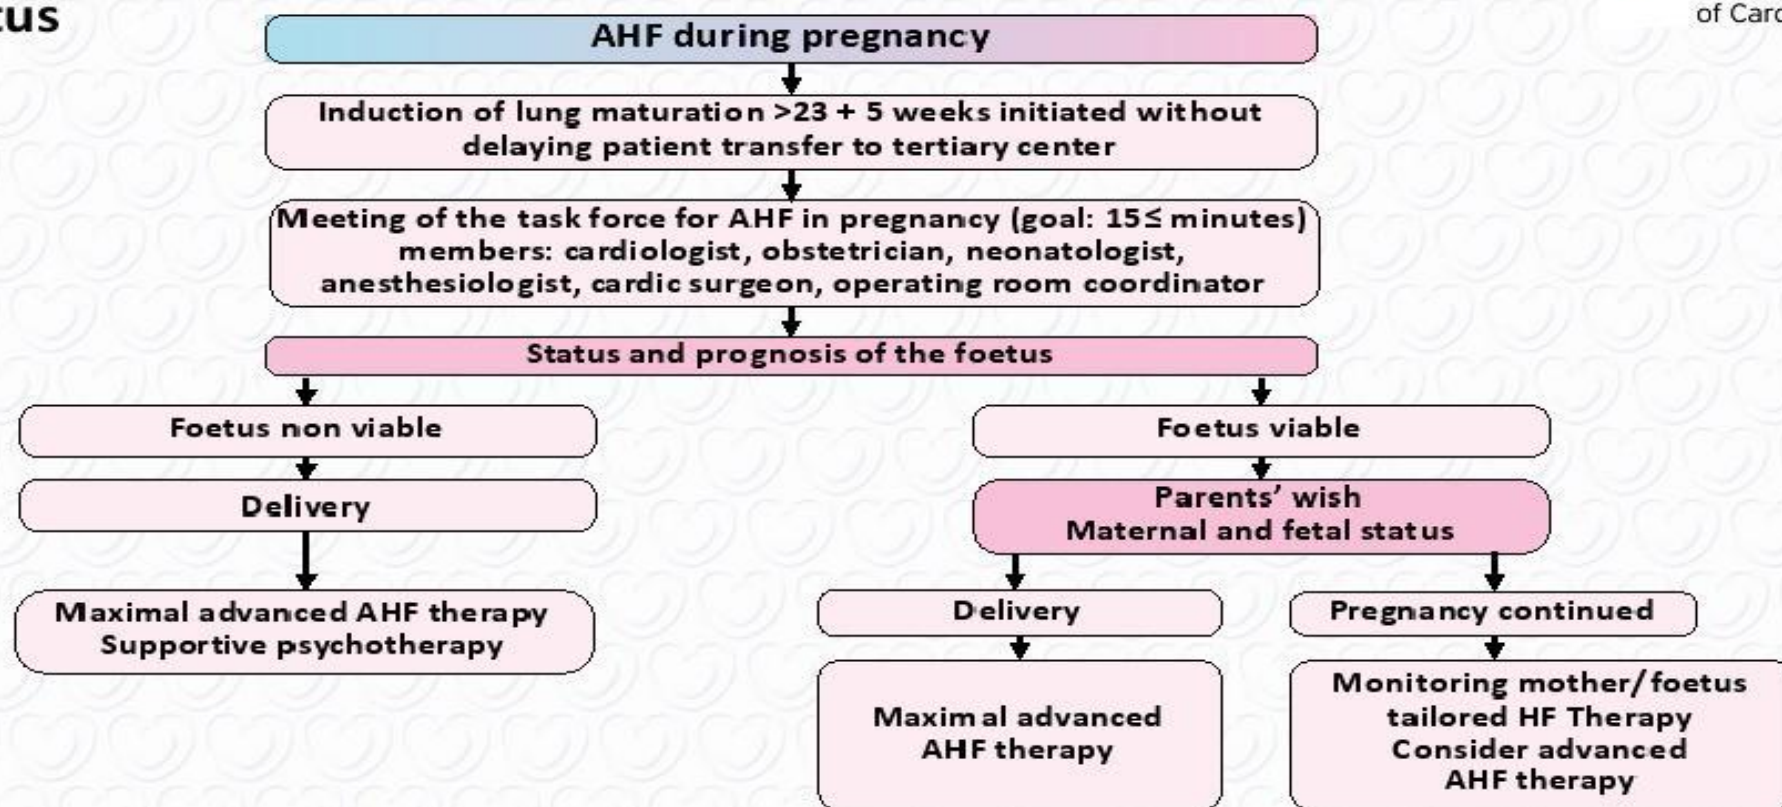 tus
of Card
AHF during pregnancy
Induction of lung maturation >23 + 5 weeks initiated without
delaying patient transfer to tertiary center
Meeting of the task force for AHF in pregnancy (goal: 15≤ minutes)
members: cardiologist, obstetrician, neonatologist,
anesthesiologist, cardic surgeon, operating room coordinator
Status and prognosis of the foetus
Foetus non viable
Delivery
Maximal advanced AHF therapy
Supportive psychotherapy
Foetus viable
Parents’ wish
Maternal and fetal status
Delivery
Maximal advanced
AHF therapy
Pregnancy continued
Monitoring mother/foetus
tailored HF Therapy
Consider advanced
AHF therapy